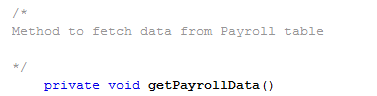 /*
Method to fetch data from Payroll table
*/
private void getPayrollData()